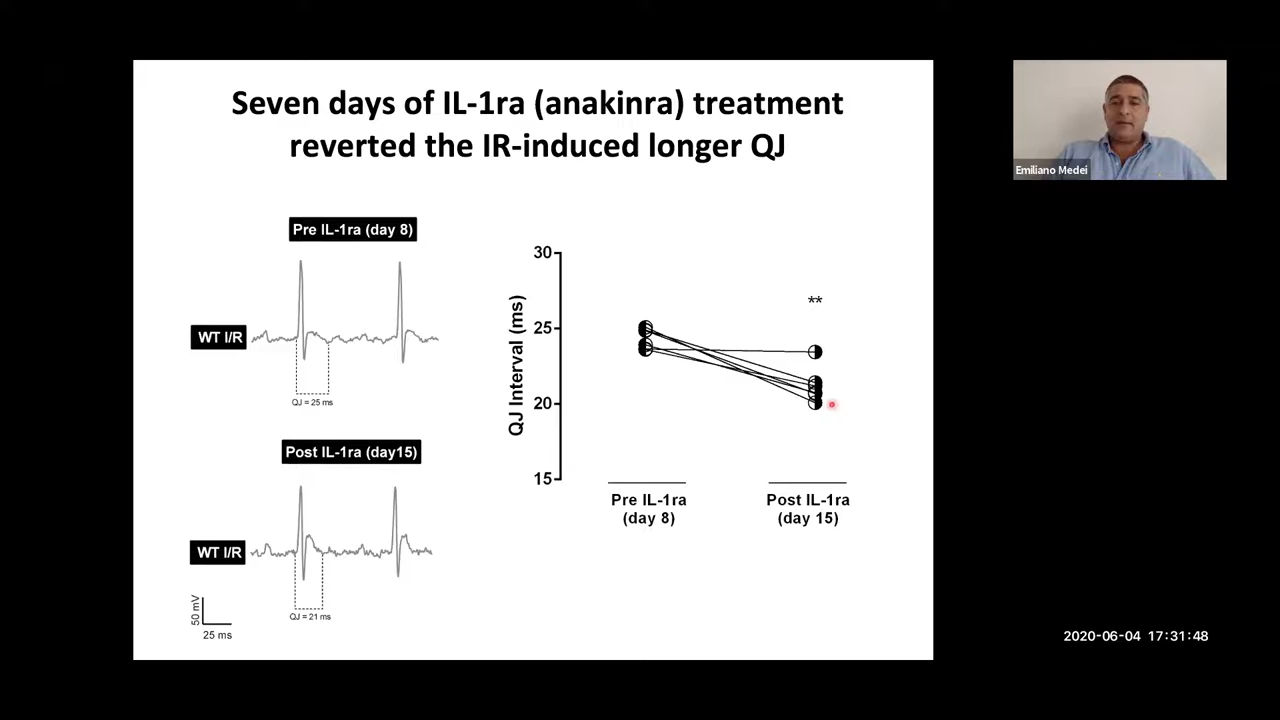 Seven days of IL-1ra (anakinra) treatment
reverted the IR-induced longer QJ
Emiliano Medei
Pre IL-1ra (day 8)
WT I/R
QJ = 25 ms
Post IL-1ra (day15)
WT I/R
QJ = 21 ms
50 mV
25 ms
QJ Interval (ms)
30
25
20
15
**
Pre IL-1ra
(day 8)
Post IL-1ra
(day 15)
2020-06-04 17:31:48